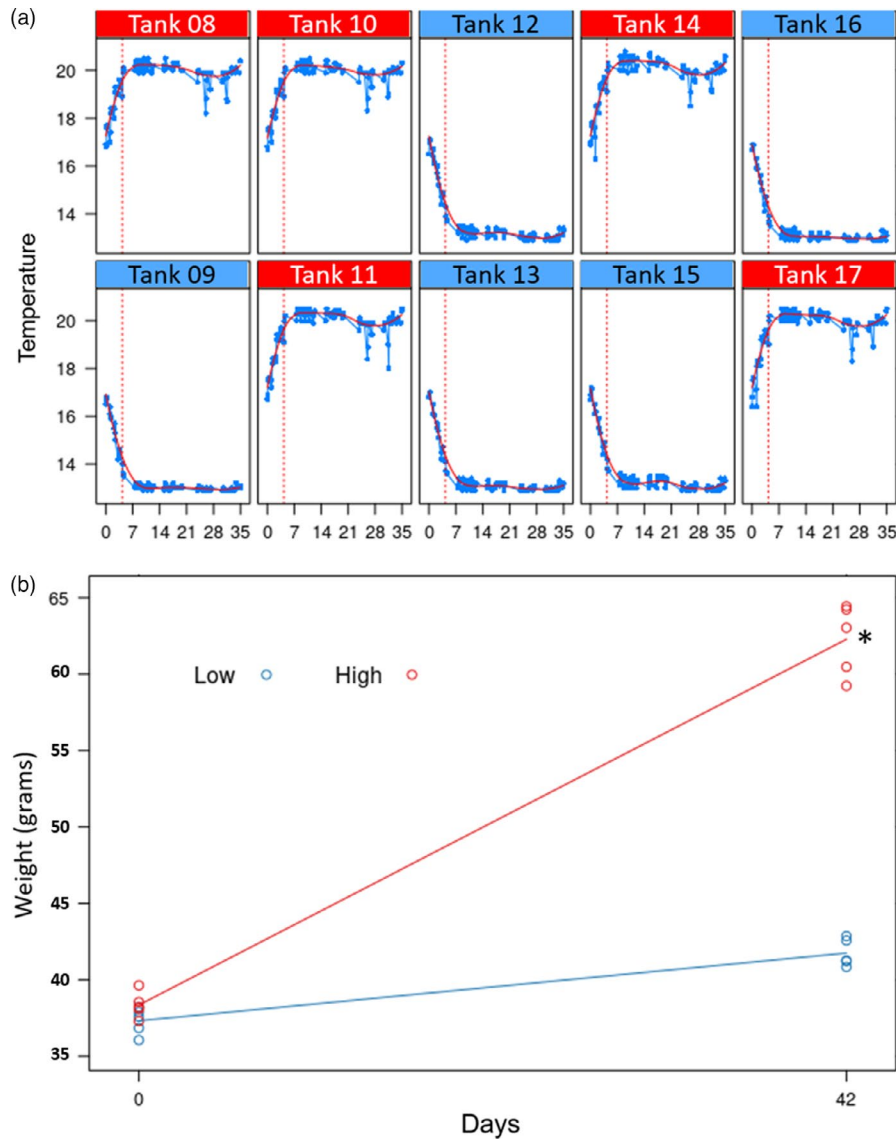 (a)
Tank 08 Tank 10 Tank 12 Tank 14 Tank 16
20
18
16
14
Temperature
Tank 09 Tank 11 Tank 13 Tank 15 Tank 17
20
18
16
14
0 7 14 21 28 35 0 7 14 21 28 35 0 7 14 21 28 35 0 7 14 21 28 35 0 7 14 21 28 35
(b)
65
60
55
50
45
40
35
Weight (grams)
Low High
*
0 42
Days